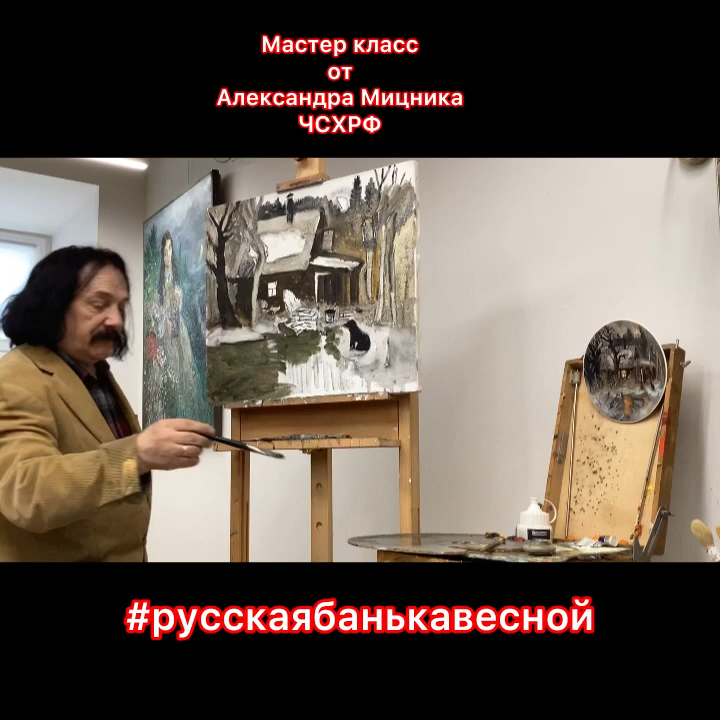 Мастер класс
от
Александра Мицника
ЧСХРФ
#русскаябанькавесной